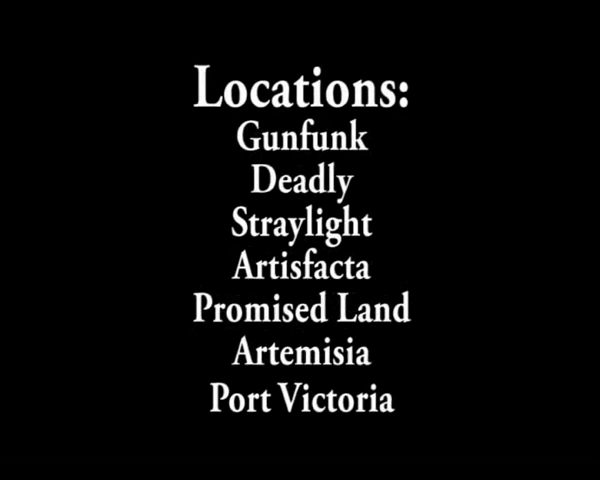 Locations:
Gunfunk
Deadly
Straylight
Artisfacta
Promised Land
Artemisia
Port Victoria